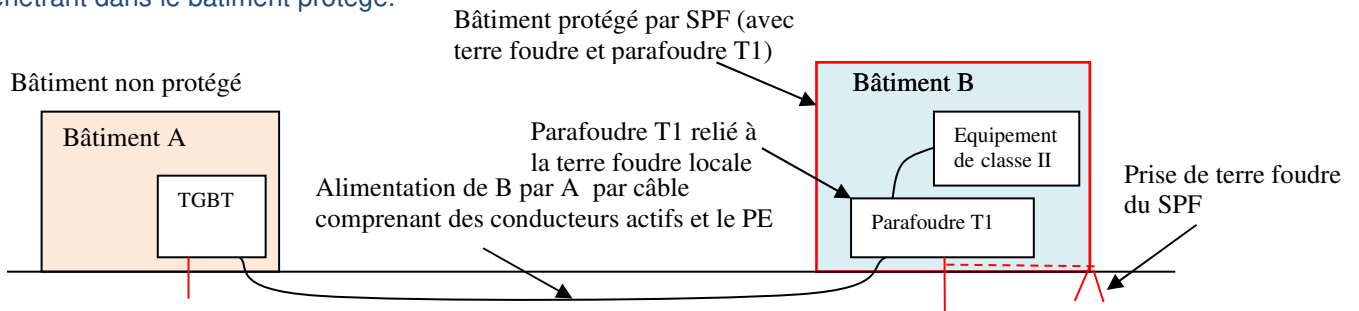 pénétrant dans le bâtiment protégé.
Bâtiment protégé par SPF (avec
terre foudre et parafoudre T1)
Bâtiment non protégé
Bâtiment A
TGBT
Parafoudre T1 relié à
la terre foudre locale
Alimentation de B par A par câble
comprenant des conducteurs actifs et le PE
Bâtiment B
Equipement
de classe II
Parafoudre T1
Prise de terre foudre
du SPF